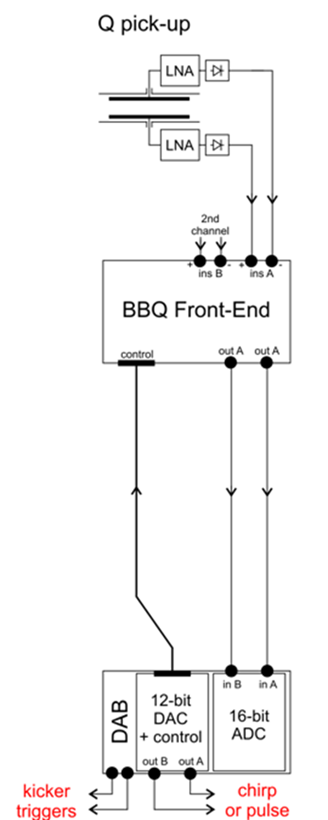 Q pick-up
LNA
LNA
2nd
channel
+ - + -
ins B ins A
BBQ Front-End
control out A out A
in B in A
DAB
12-bit
DAC
+ control
16-bit
ADC
out B out A
kicker
triggers
chirp
or pulse